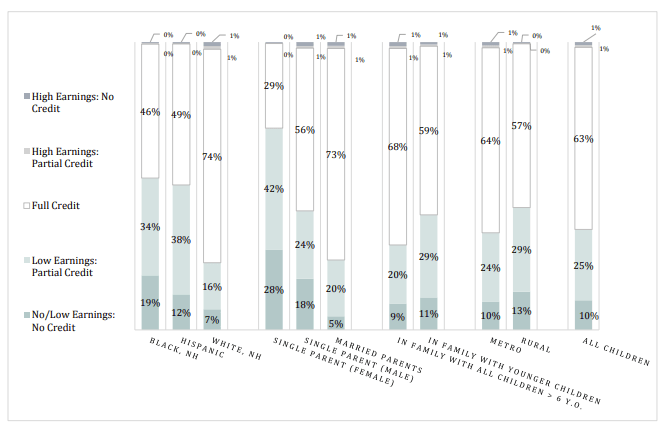 High Earnings: No
Credit
High Earnings:
Partial Credit
Full Credit
Low Earnings:
Partial Credit
No/Low Earnings:
No Credit
0% 0% 1% 0% 1% 1% 1% 1% 1% 0% 1%
0% 1% 0% 1% 1% 1% 1% 1% 0% 1%
46% 49% 74% 29% 56% 73% 68% 59% 64% 57% 63%
34% 38% 16% 42% 24% 20% 20% 29% 24% 29% 25%
19% 12% 7% 28% 18% 5% 9% 11% 10% 13% 10%
BLACK, NH
HISPANIC
WHITE, NH
SINGLE PARENT (FEMALE)
SINGLE PARENT (MALE)
MARRIED PARENTS
IN FAMILY WITH ALL CHILDREN > 6 Y.O.
IN FAMILY WITH YOUNGER CHILDREN
METRO
RURAL
ALL CHILDREN